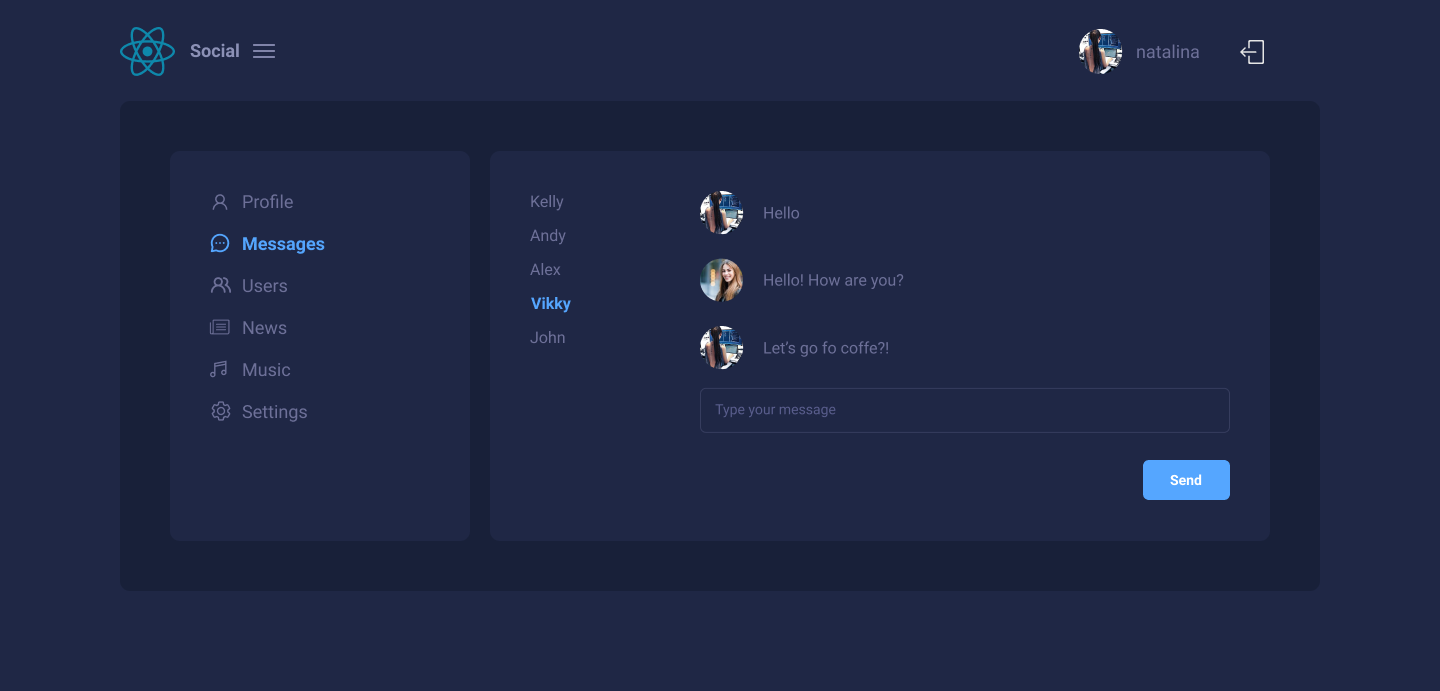 Social
natalina
Profile
Messages
Users
News
Music
Settings
Kelly
Andy
Alex
Vikky
John
Hello
Hello! How are you?
Let's go fo coffe?!
Type your message
Send